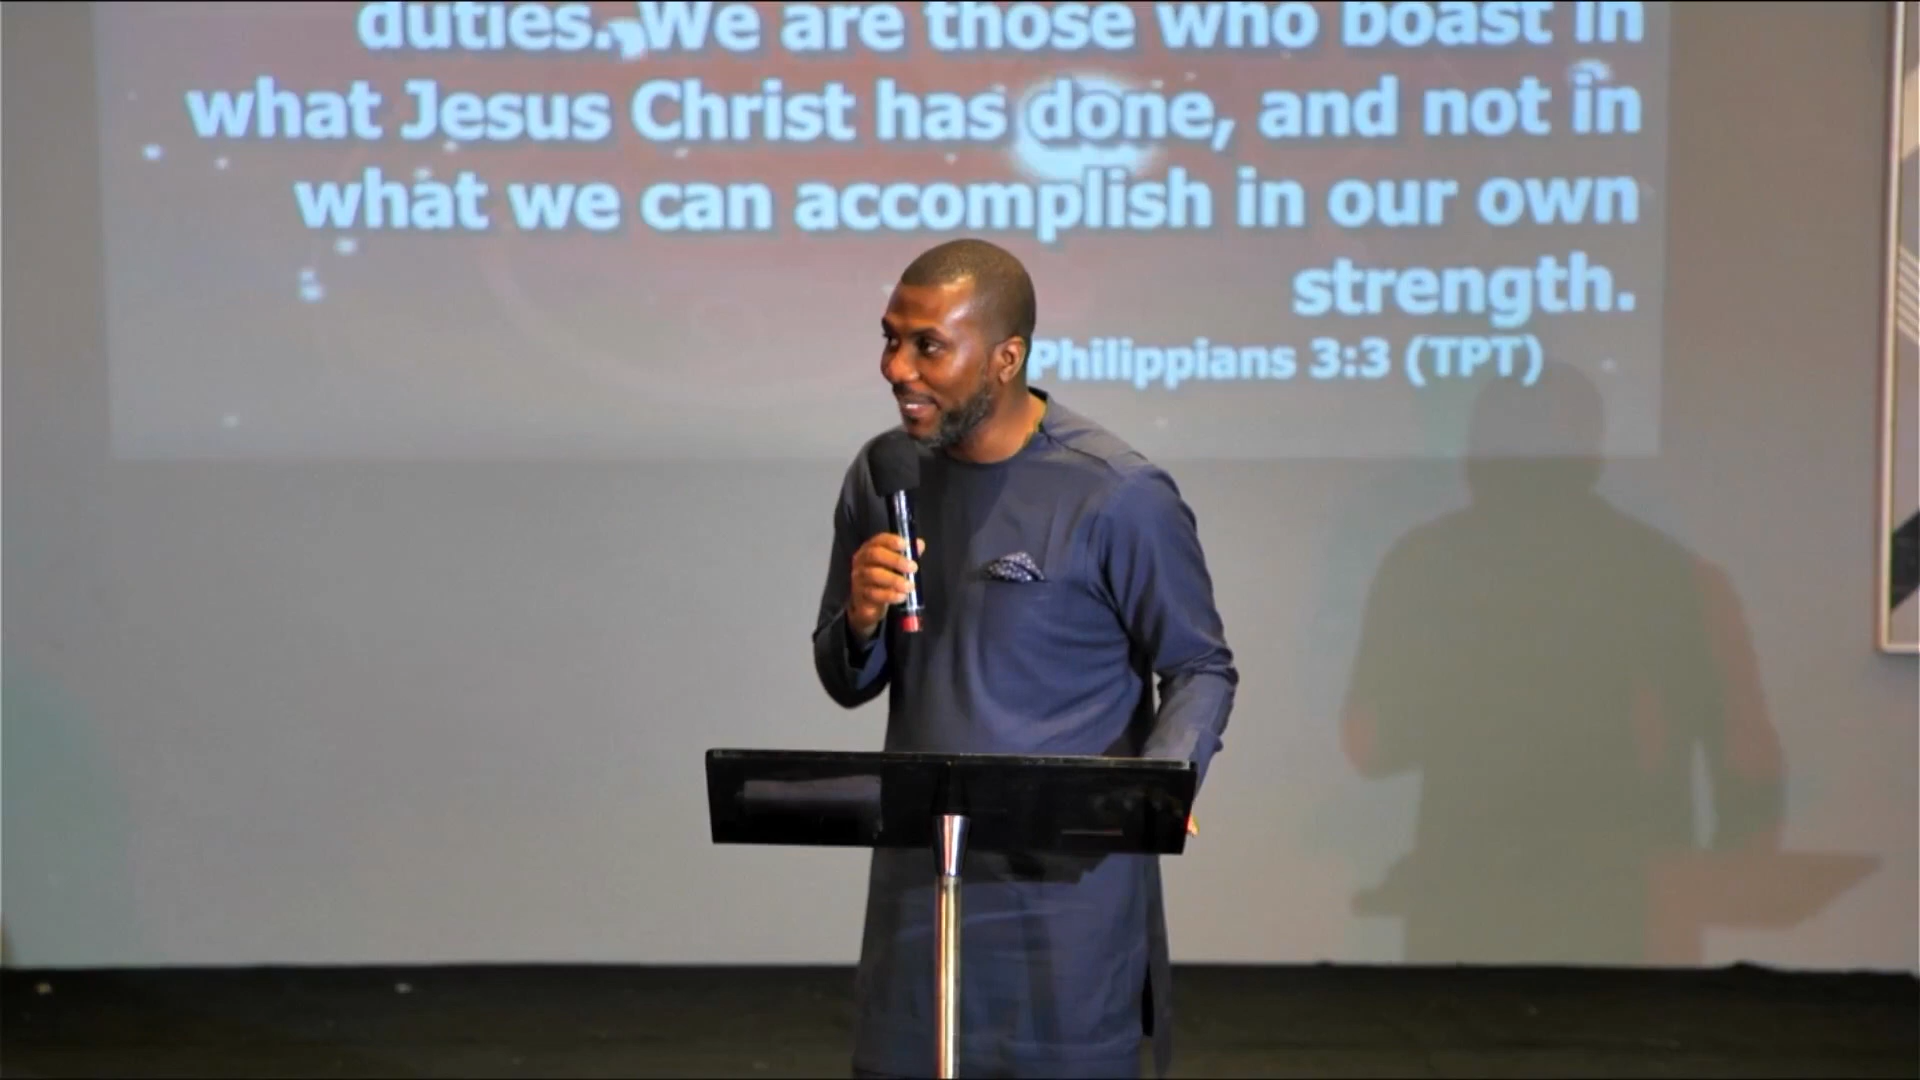 duties. We are those who boast in
what Jesus Christ has done, and not in
what we can accomplish in our own
strength.
Philippians 3:3 (TPT)